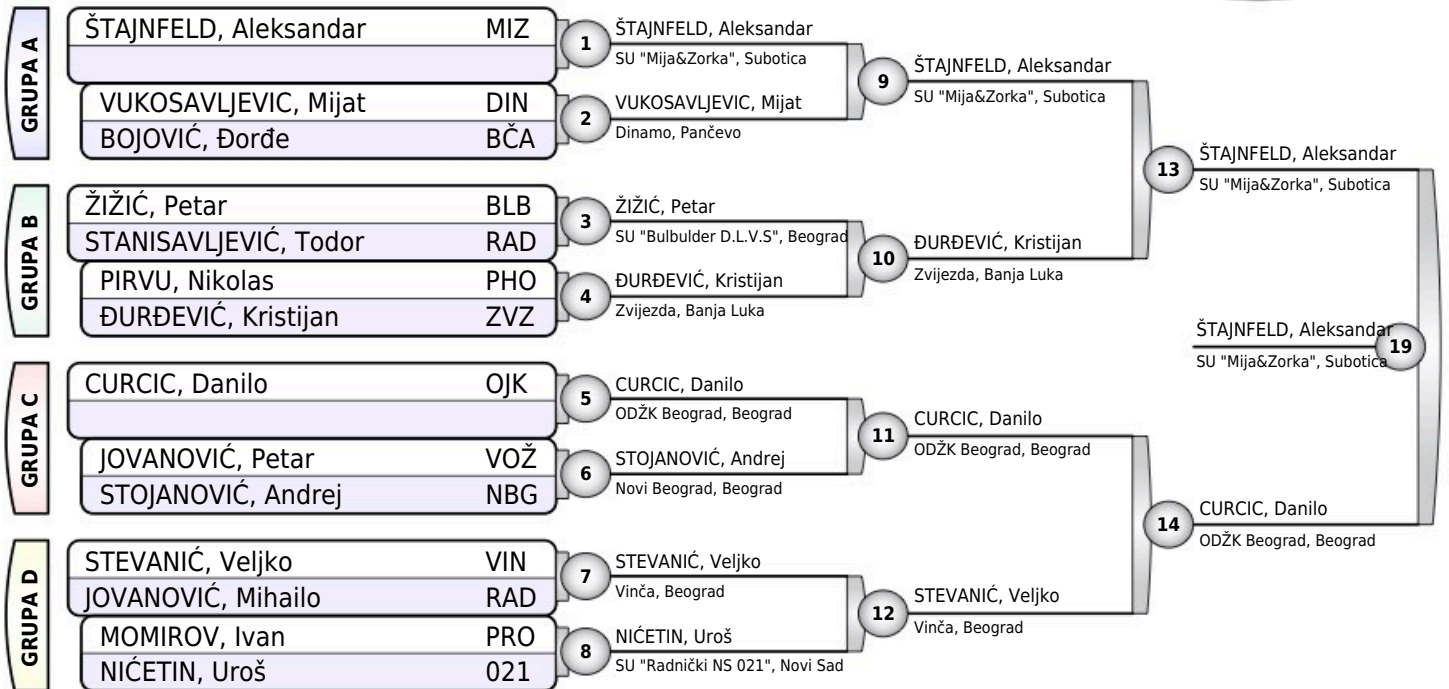 GRUPA A
ŠTAJNFELD, Aleksandar MIZ
VUKOSAVLJEVIC, Mijat DIN
BOJOVIĆ, Đorđe BČA
GRUPA B
ŽIŽIĆ, Petar BLB
STANISAVLJEVIĆ, Todor RAD
PIRVU, Nikolas PHO
ĐURĐEVIĆ, Kristijan ZVZ
GRUPA C
CURCIC, Danilo OJK
JOVANOVIĆ, Petar VOŽ
STOJANOVIĆ, Andrej NBG
GRUPA D
STEVANIĆ, Veljko VIN
JOVANOVIĆ, Mihailo RAD
MOMIROV, Ivan PRO
NIĆETIN, Uroš 021
1
ŠTAJNFELD, Aleksandar
SU "Mija&Zorka", Subotica
2
VUKOSAVLJEVIC, Mijat
Dinamo, Pančevo
3
ŽIŽIĆ, Petar
SU "Bulbulder D.L.V.S", Beograd
4
ĐURĐEVIĆ, Kristijan
Zvijezda, Banja Luka
5
CURCIC, Danilo
ODŽK Beograd, Beograd
6
STOJANOVIĆ, Andrej
Novi Beograd, Beograd
7
STEVANIĆ, Veljko
Vinča, Beograd
8
NIĆETIN, Uroš
SU "Radnički NS 021", Novi Sad
9
ŠTAJNFELD, Aleksandar
SU "Mija&Zorka", Subotica
10
ĐURĐEVIĆ, Kristijan
Zvijezda, Banja Luka
11
CURCIC, Danilo
ODŽK Beograd, Beograd
12
STEVANIĆ, Veljko
Vinča, Beograd
13
ŠTAJNFELD, Aleksandar
SU "Mija&Zorka", Subotica
14
CURCIC, Danilo
ODŽK Beograd, Beograd
ŠTAJNFELD, Aleksandar
SU "Mija&Zorka", Subotica
19